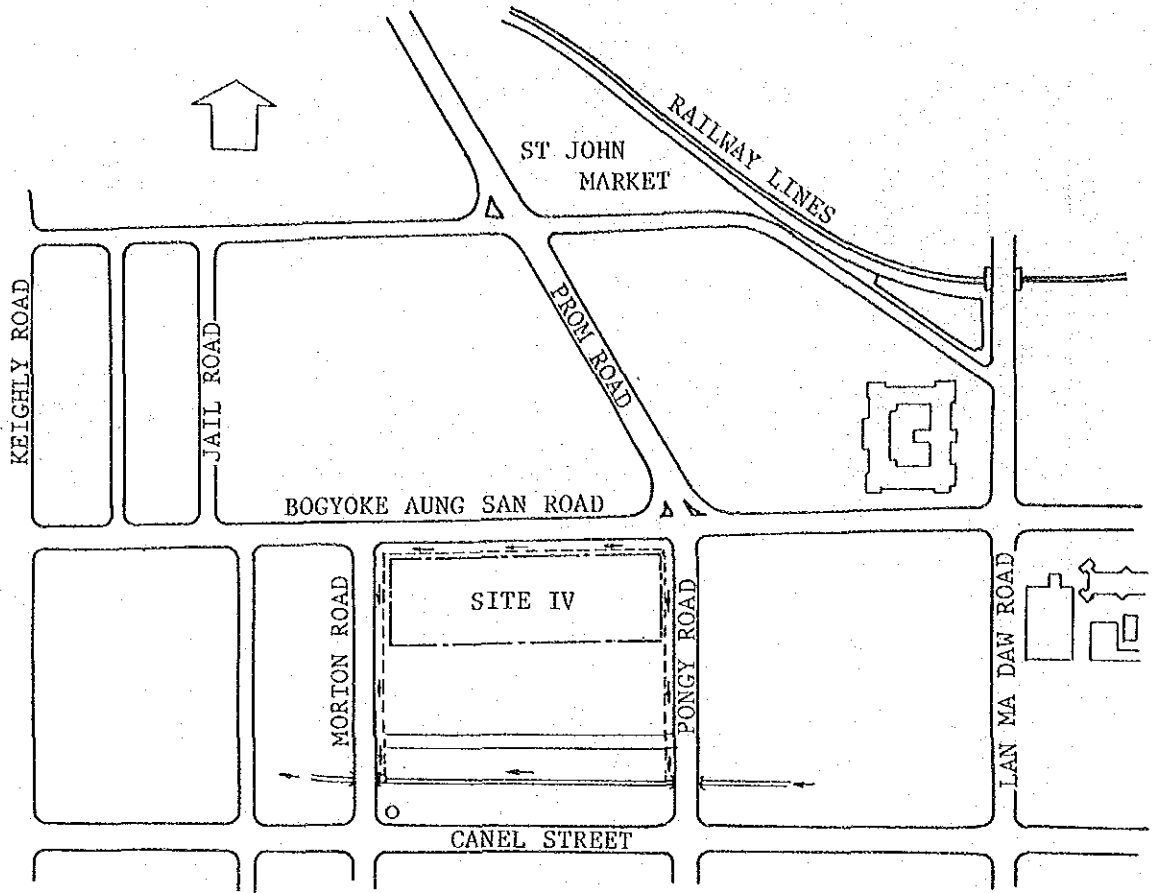 ST JOHN
MARKET
RAILWAY LINES
KEIGHLY ROAD
JAIL ROAD
PROM ROAD
BOGYOKE AUNG SAN ROAD
SITE IV
MORTON ROAD
PONGY ROAD
LAN MA DAW ROAD
CANEL STREET